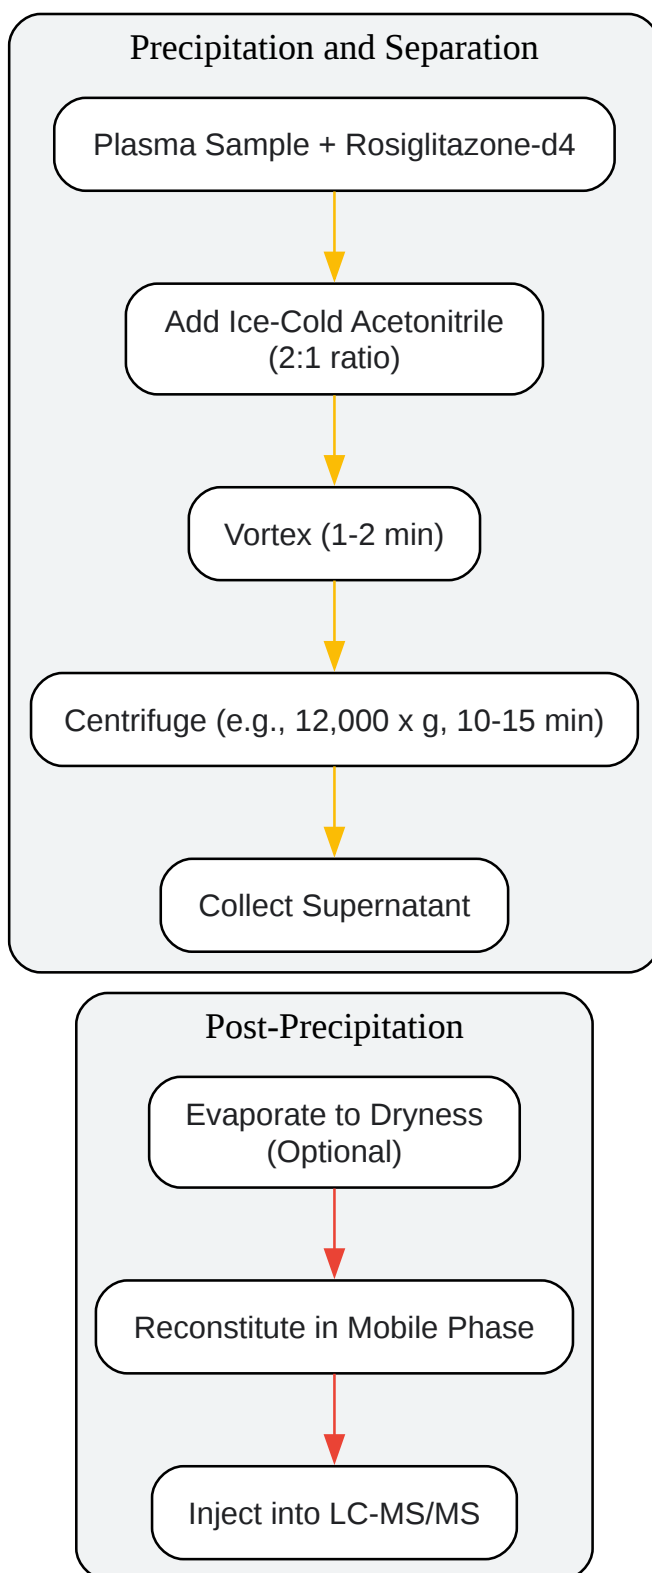 Precipitation and Separation
Plasma Sample + Rosiglitazone-d4
Add Ice-Cold Acetonitrile
(2:1 ratio)
Vortex (1-2 min)
Centrifuge (e.g., 12,000 x g, 10-15 min)
Collect Supernatant
Post-Precipitation
Evaporate to Dryness
(Optional)
Reconstitute in Mobile Phase
Inject into LC-MS/MS